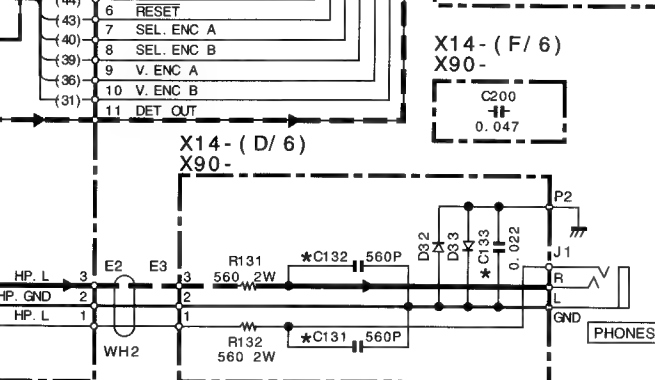 (44)
6 RESET
(43)
7 SEL. ENC A
(40)
8 SEL. ENC B
(39)
9 V. ENC A
(36)
10 V. ENC B
(31)
11 DET OUT
X14-(F/6)
X90-
C200
0.047
X14-(D/6)
X90-
P2
D32
D33
*C133
0.022
J1
E2
E3
R131
560 2W
*C132 560P
HP. L 3
3
R
HP. GND 2
2
L
HP. L 1
1
GND
WH2
R132
560 2W
*C131 560P
PHONES